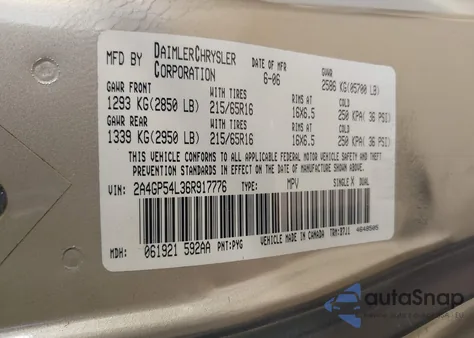 MFD BY DAIMLERCHRYSLER CORPORATION DATE OF MFR 6-06 GVWR 2586 KG(05700 LB)
GAWR FRONT WITH TIRES RIMS AT COLD
1293 KG(2850 LB) 215/65R16 16X6.5 250 KPA( 36 PSI)
GAWR REAR WITH TIRES RIMS AT COLD
1339 KG(2950 LB) 215/65R16 16X6.5 250 KPA( 36 PSI)
THIS VEHICLE CONFORMS TO ALL APPLICABLE FEDERAL MOTOR VEHICLE SAFETY AND THEFT
PREVENTION STANDARDS IN EFFECT ON THE DATE OF MANUFACTURE SHOWN ABOVE.
VIN: 2A4GP54L36R917776 TYPE: MPV SINGLE X DUAL
MDH: 061921 592AA PNT:PYG VEHICLE MADE IN CANADA TRM:B7J1
autoSnap